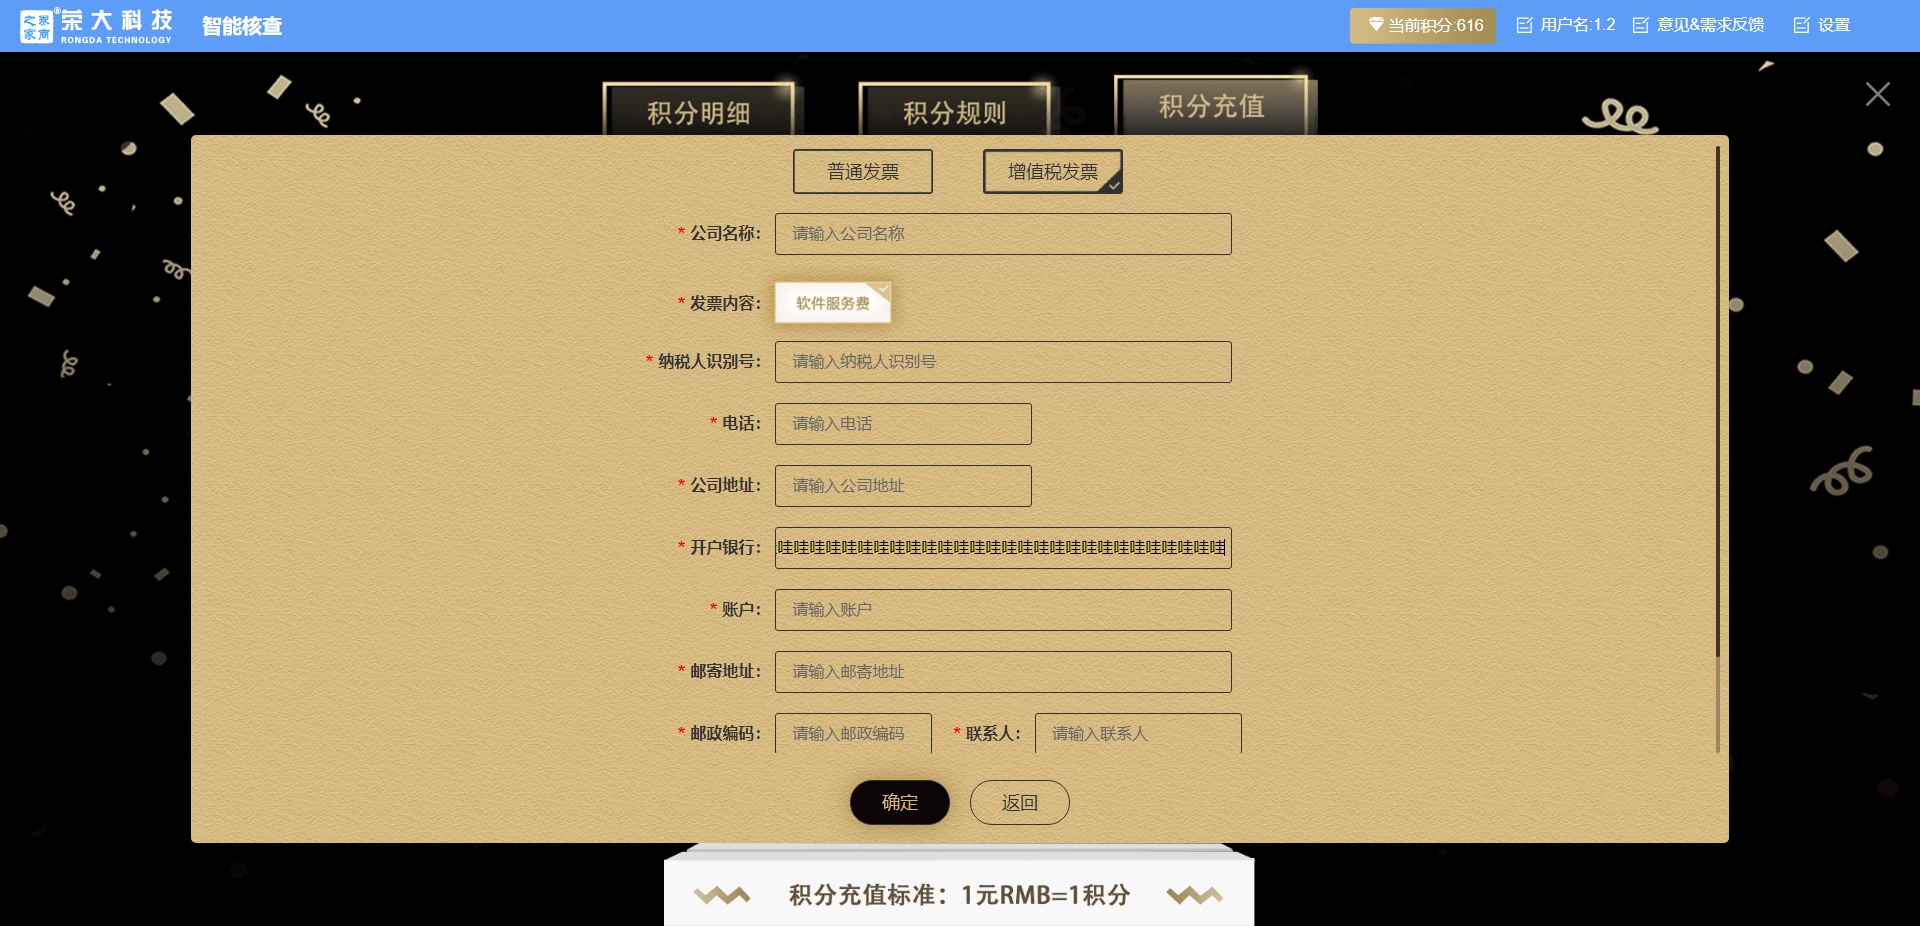 荣大科技
RONGDA TECHNOLOGY
智能核查
当前积分:616
用户名:1.2
意见&需求反馈
设置
积分明细
积分规则
积分充值
普通发票
增值税发票
* 公司名称:
请输入公司名称
* 发票内容:
软件服务费
* 纳税人识别号:
请输入纳税人识别号
* 电话:
请输入电话
* 公司地址:
请输入公司地址
* 开户银行:
哇哇哇哇哇哇哇哇哇哇哇哇哇哇哇哇哇哇哇哇哇哇哇哇哇哇哇哇
* 账户:
请输入账户
* 邮寄地址:
请输入邮寄地址
* 邮政编码:
请输入邮政编码
* 联系人:
请输入联系人
确定
返回
积分充值标准：1元RMB=1积分